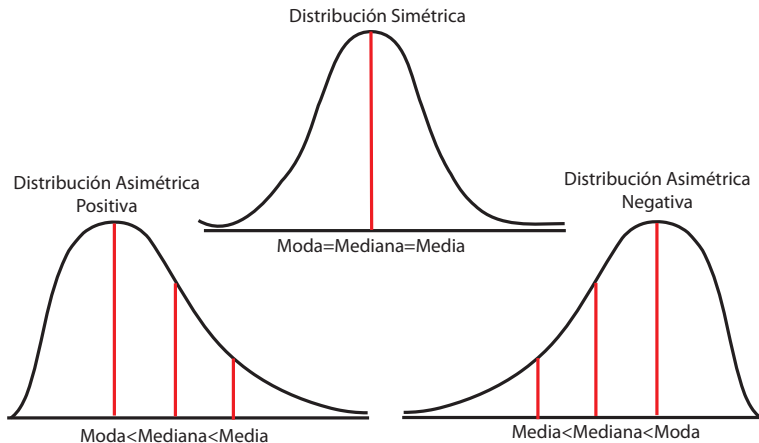 Distribución Simétrica
Moda=Mediana=Media
Distribución Asimétrica
Positiva
Moda<Mediana<Media
Distribución Asimétrica
Negativa
Media<Mediana<Moda